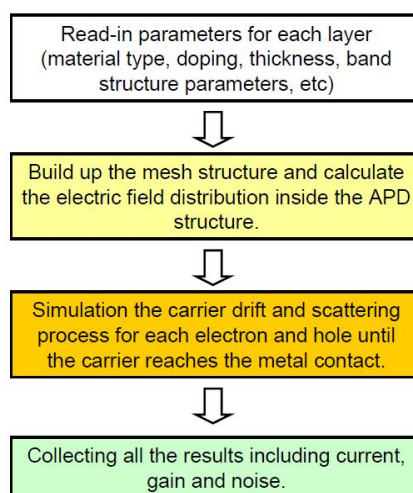 Read-in parameters for each layer
(material type, doping, thickness, band
structure parameters, etc)
Build up the mesh structure and calculate
the electric field distribution inside the APD
structure.
Simulation the carrier drift and scattering
process for each electron and hole until
the carrier reaches the metal contact.
Collecting all the results including current,
gain and noise.